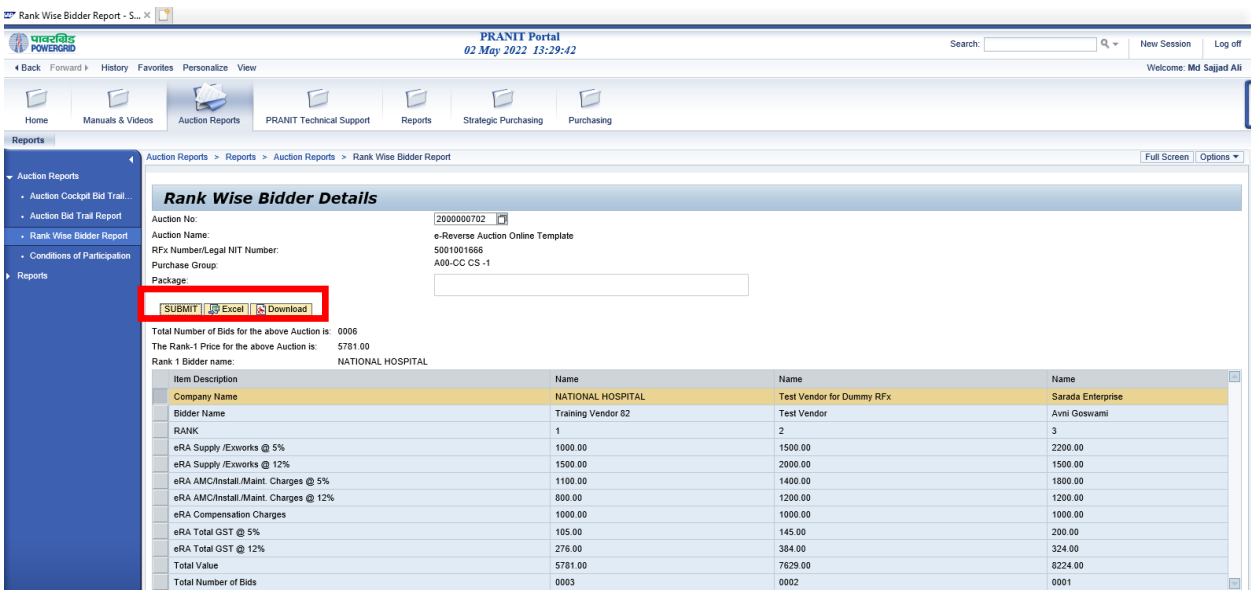 Rank Wise Bidder Report - S...
पावरग्रिड PRANIT Portal
POWERGRID 02 May 2022 13:29:42 Search: New Session Log off
Back Forward History Favorites Personalize View Welcome: Md Sajjad Ali
Home Manuals & Videos Auction Reports PRANIT Technical Support Reports Strategic Purchasing Purchasing
Reports
Auction Reports > Reports > Auction Reports > Rank Wise Bidder Report Full Screen Options
Auction Reports
Auction Cockpit Bid Trail...
Auction Bid Trail Report
Rank Wise Bidder Report
Conditions of Participation
Reports
Rank Wise Bidder Details
Auction No: 2000000702
Auction Name: e-Reverse Auction Online Template
RFx Number/Legal NIT Number: 5001001666
Purchase Group: A00-CC CS -1
Package:
SUBMIT Excel Download
Total Number of Bids for the above Auction is: 0006
The Rank-1 Price for the above Auction is: 5781.00
Rank 1 Bidder name: NATIONAL HOSPITAL
Item Description Name Name Name
Company Name NATIONAL HOSPITAL Test Vendor for Dummy RFx Sarada Enterprise
Bidder Name Training Vendor 82 Test Vendor Avni Goswami
RANK 1 2 3
eRA Supply /Exworks @ 5% 1000.00 1500.00 2200.00
eRA Supply /Exworks @ 12% 1500.00 2000.00 1500.00
eRA AMC/Install./Maint. Charges @ 5% 1100.00 1400.00 1800.00
eRA AMC/Install./Maint. Charges @ 12% 800.00 1200.00 1200.00
eRA Compensation Charges 1000.00 1000.00 1000.00
eRA Total GST @ 5% 105.00 145.00 200.00
eRA Total GST @ 12% 276.00 384.00 324.00
Total Value 5781.00 7629.00 8224.00
Total Number of Bids 0003 0002 0001